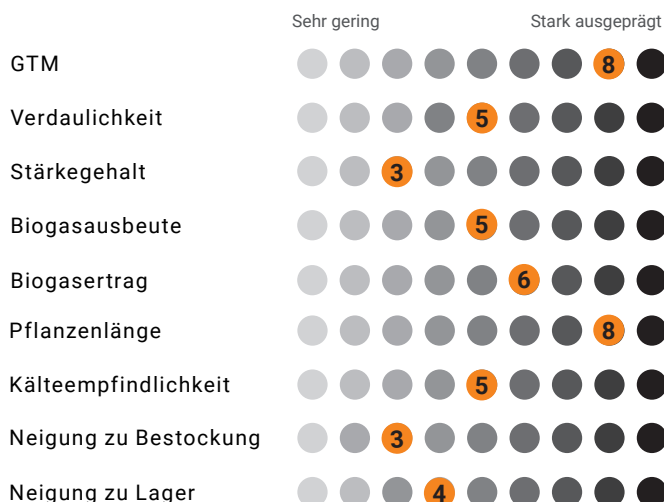 Sehr gering Stark ausgeprägt
GTM 8
Verdaulichkeit 5
Stärkegehalt 3
Biogasausbeute 5
Biogasertrag 6
Pflanzenlänge 8
Kälteempfindlichkeit 5
Neigung zu Bestockung 3
Neigung zu Lager 4